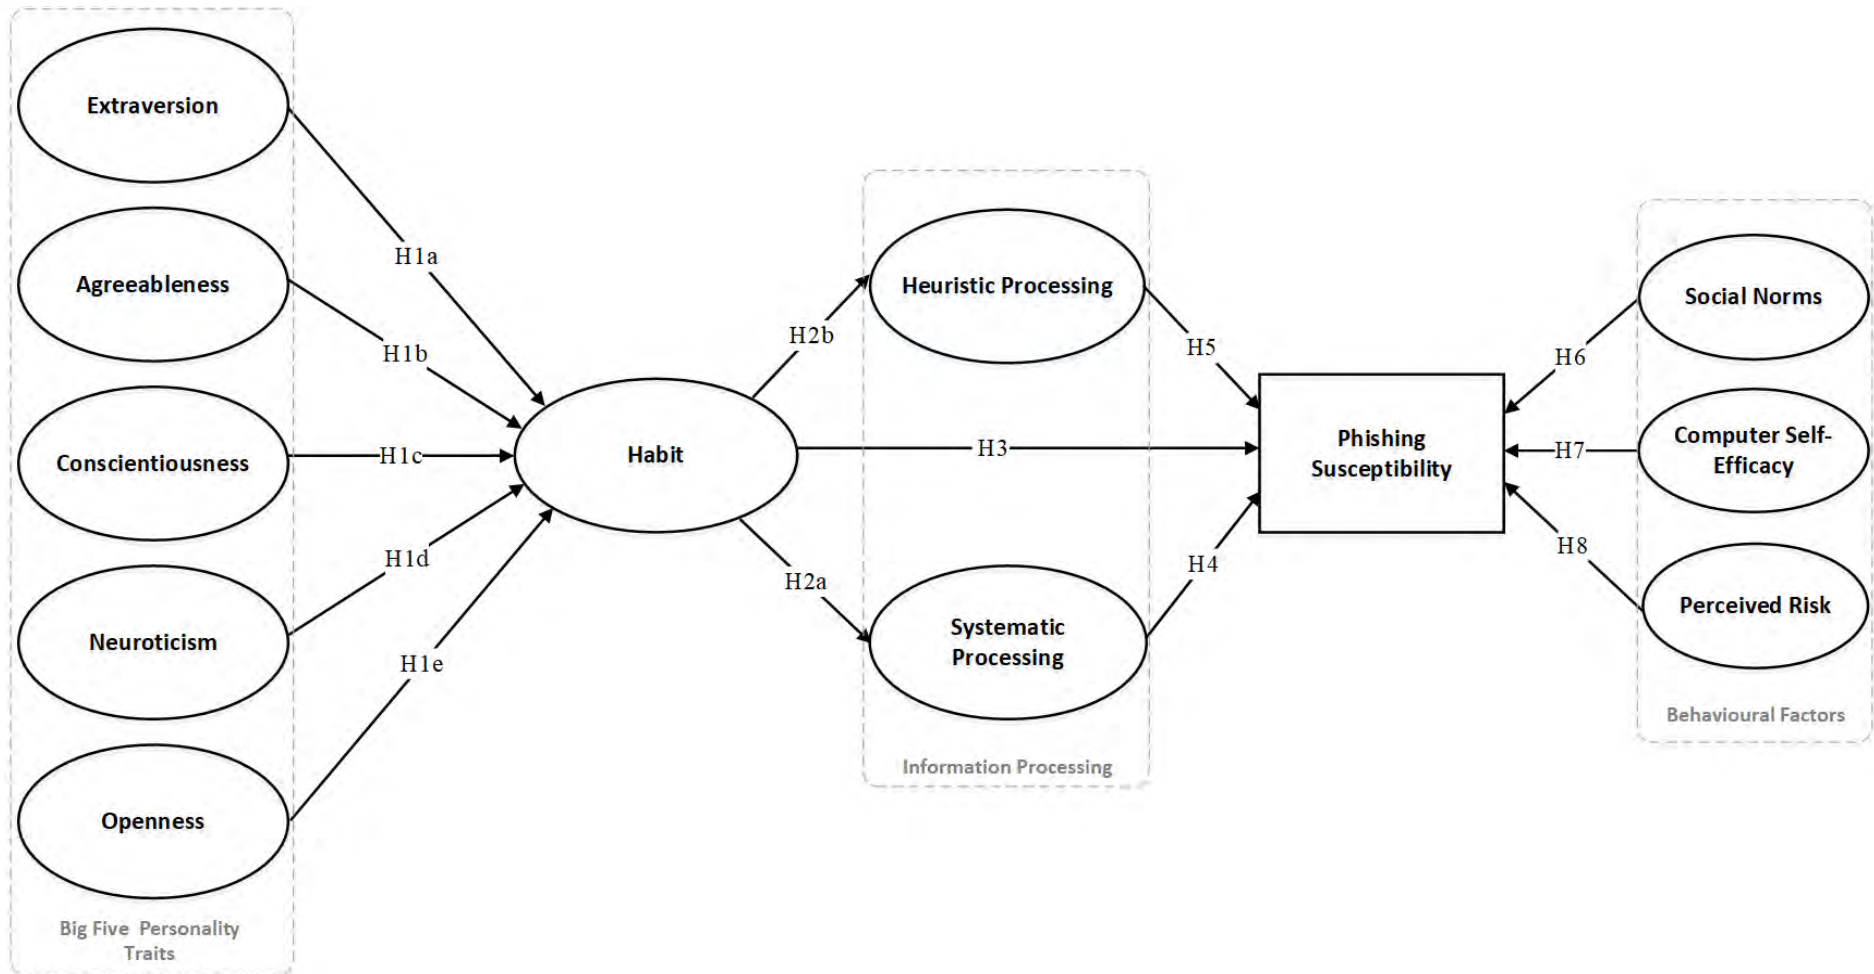 Extraversion
Agreeableness
Conscientiousness
Neuroticism
Openness
Big Five  Personality
Traits
H1a
H1b
H1c
H1d
H1e
Habit
H2b
H3
H2a
Heuristic Processing
Systematic
Processing
Information Processing
H5
H4
Phishing
Susceptibility
H6
H7
H8
Social Norms
Computer Self-
Efficacy
Perceived Risk
Behavioural Factors